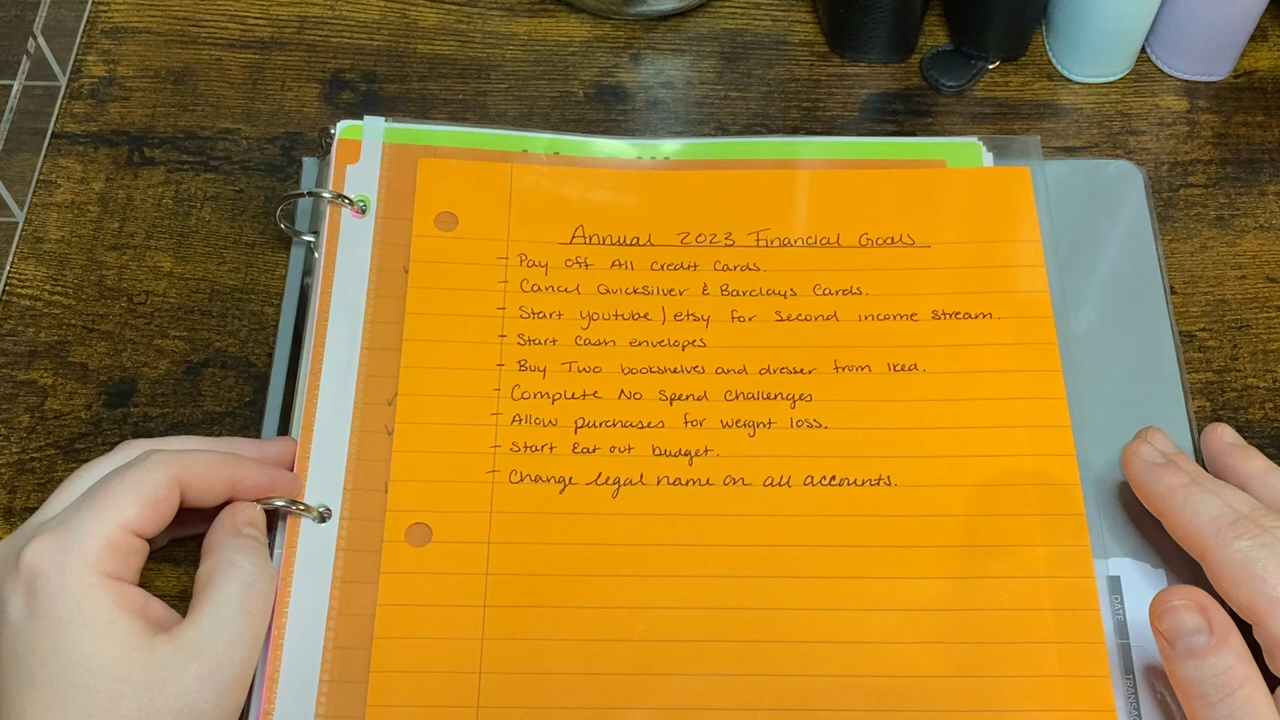 Annual 2023 Financial Goals
- Pay off All Credit Cards.
- Cancel Quicksilver & Barclays Cards.
- Start youtube / etsy for second income stream.
- Start cash envelopes
- Buy Two bookshelves and dresser from Ikea.
- Complete No Spend Challenges
- Allow purchases for weight loss.
- Start Eat out budget.
- Change legal name on all accounts.
DATE